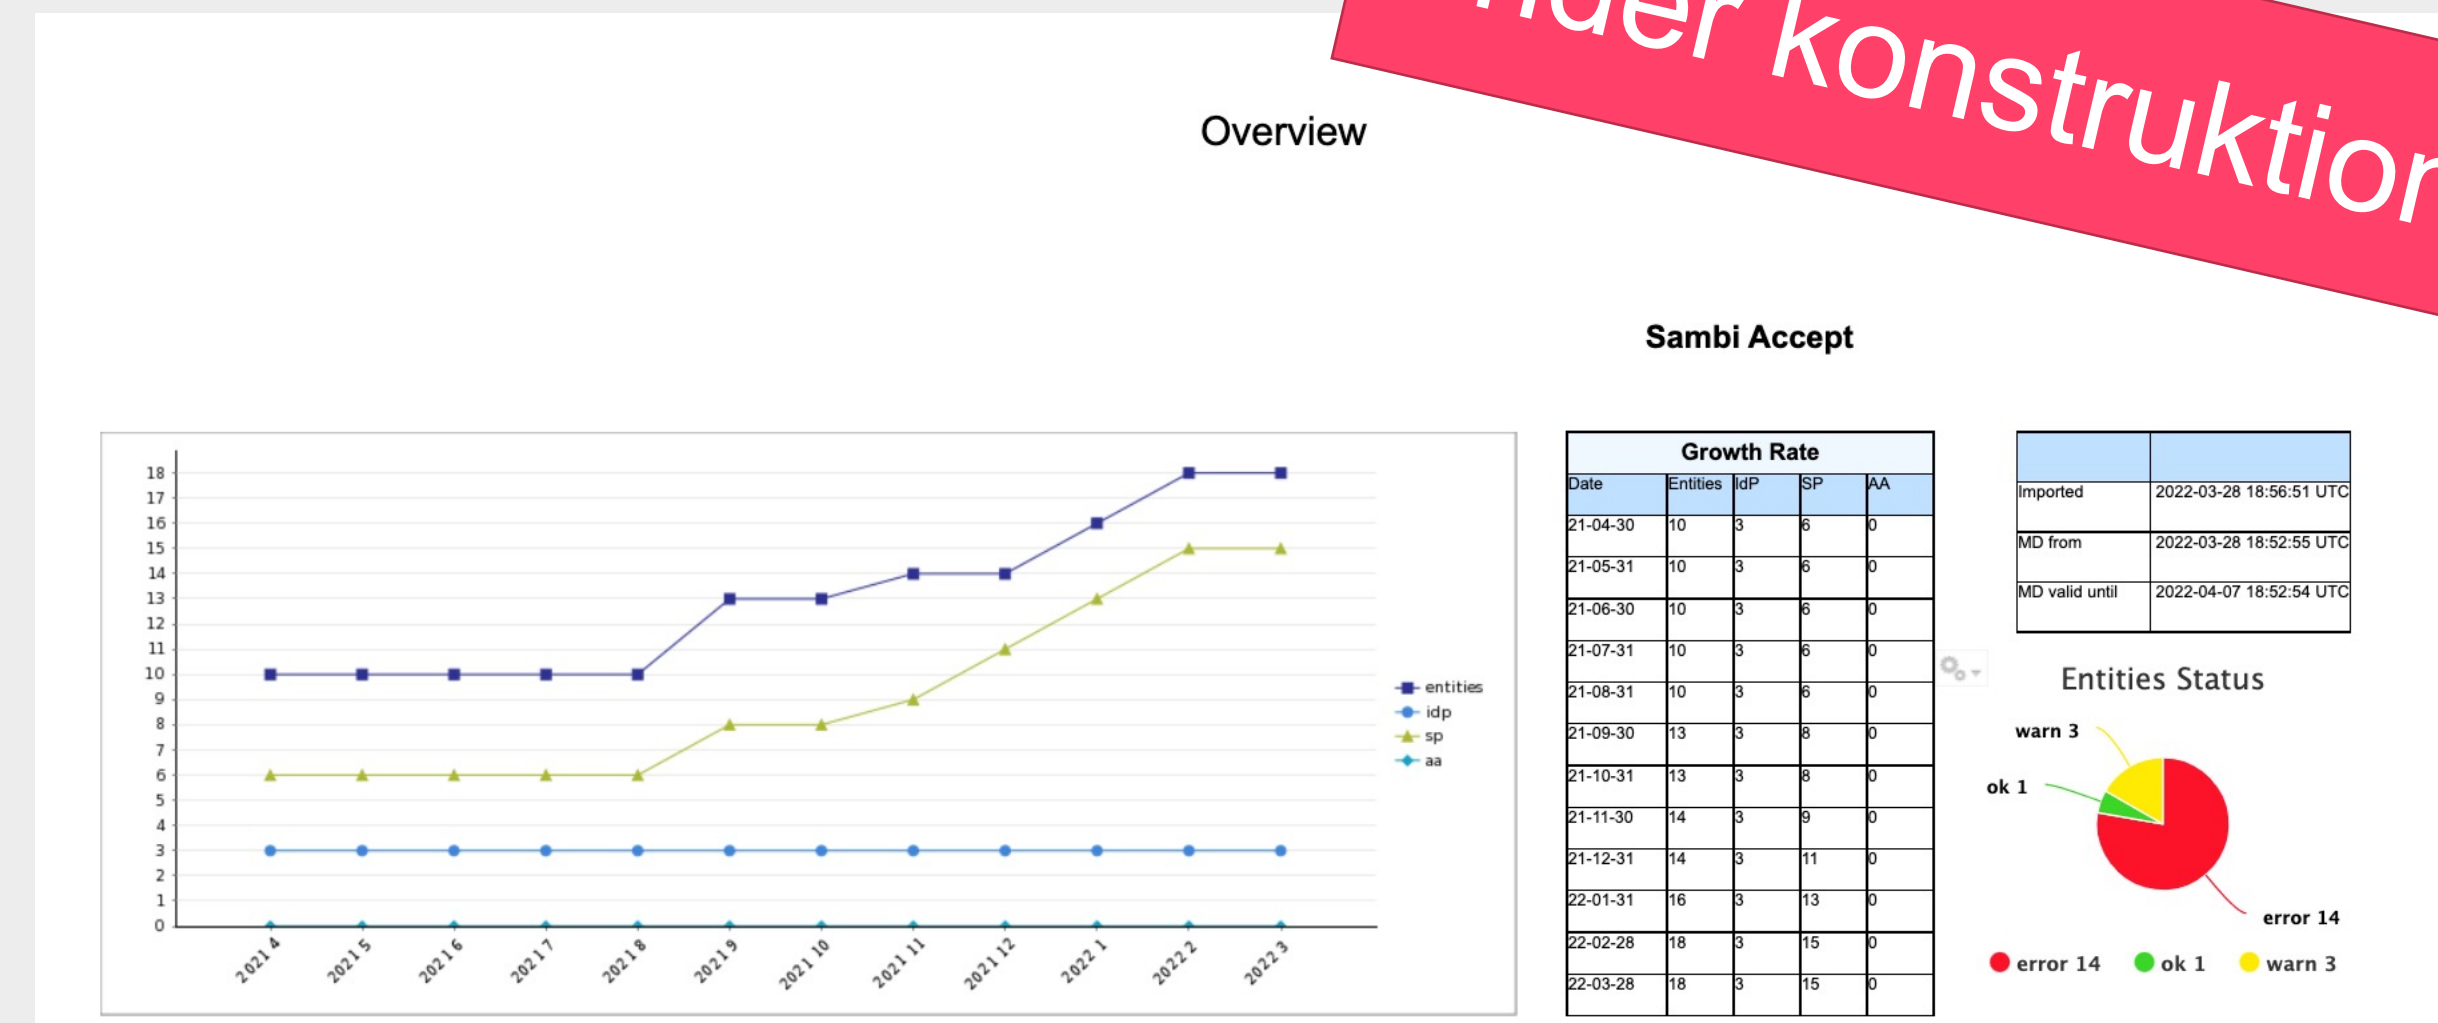 konstruktion
Overview
Sambi Accept
18
17
16
15
14
13
12
11
10
9
8
7
6
5
4
3
2
1
0
2021 4
2021 5
2021 6
2021 7
2021 8
2021 9
2021 10
2021 11
2021 12
2022 1
2022 2
2022 3
entities
idp
sp
aa
Growth Rate
Date Entities IdP SP AA
21-04-30 10 3 6 0
21-05-31 10 3 6 0
21-06-30 10 3 6 0
21-07-31 10 3 6 0
21-08-31 10 3 6 0
21-09-30 13 3 8 0
21-10-31 13 3 8 0
21-11-30 14 3 9 0
21-12-31 14 3 11 0
22-01-31 16 3 13 0
22-02-28 18 3 15 0
22-03-28 18 3 15 0
Imported 2022-03-28 18:56:51 UTC
MD from 2022-03-28 18:52:55 UTC
MD valid until 2022-04-07 18:52:54 UTC
Entities Status
warn 3
ok 1
error 14
error 14 ok 1 warn 3